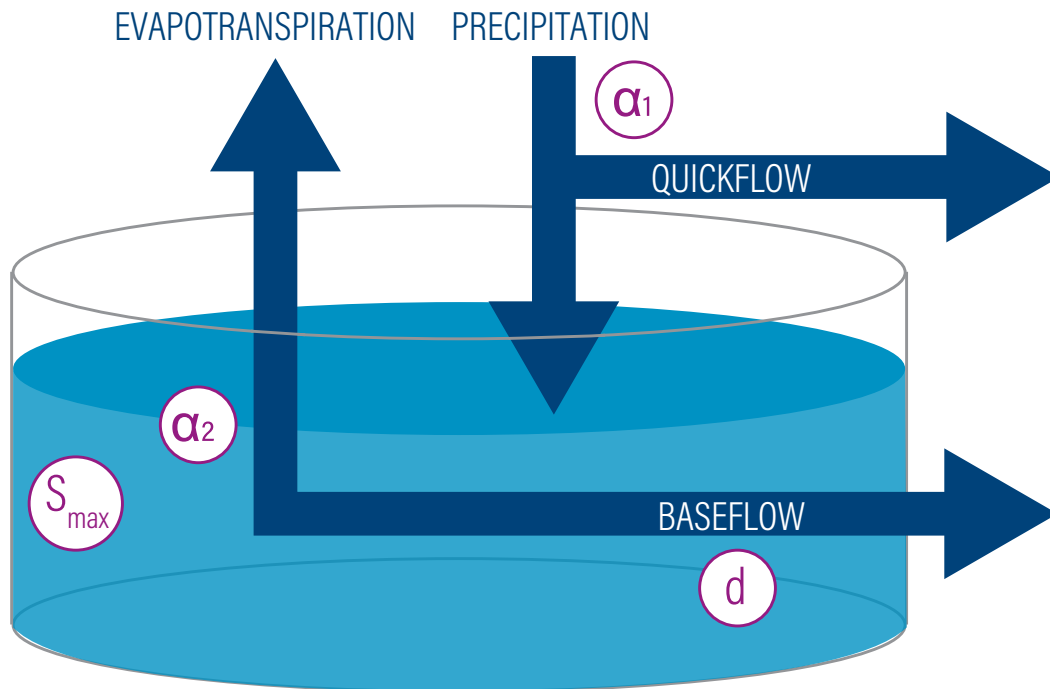 EVAPOTRANSPIRATION PRECIPITATION
α1
QUICKFLOW
α2
Smax
BASEFLOW
d